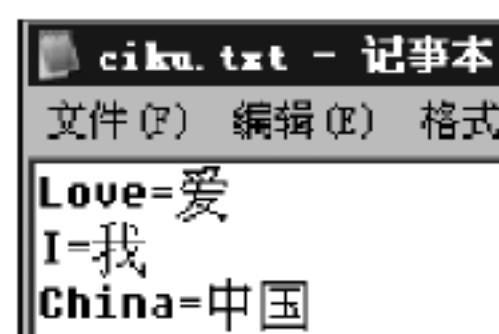 ciku.txt - 记事本
文件(F) 编辑(E) 格式
Love=爱
I=我
China=中国